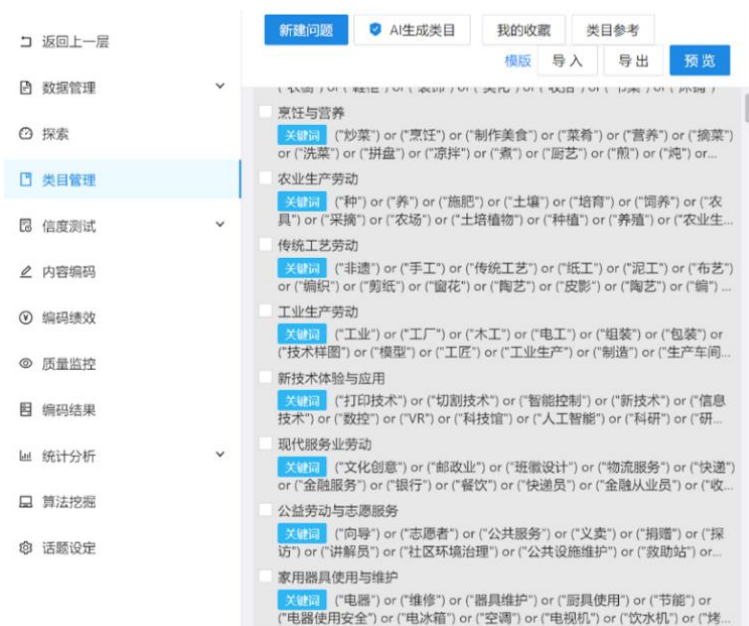 返回上一层
数据管理
探索
类目管理
信度测试
内容编码
编码绩效
质量监控
编码结果
统计分析
算法挖掘
话题设定
新建问题 AI生成类目 我的收藏 类目参考
模版 导入 导出 预览
烹饪与营养
关键词 ("炒菜") or ("烹饪") or ("制作美食") or ("菜肴") or ("营养") or ("摘菜")
or ("洗菜") or ("拼盘") or ("凉拌") or ("煮") or ("厨艺") or ("煎") or ("炖") or...
农业生产劳动
关键词 ("种") or ("养") or ("施肥") or ("土壤") or ("培育") or ("饲养") or ("农
具") or ("采摘") or ("农场") or ("土培植物") or ("种植") or ("养殖") or ("农业生...
传统工艺劳动
关键词 ("非遗") or ("手工") or ("传统工艺") or ("纸工") or ("泥工") or ("布艺")
or ("编织") or ("剪纸") or ("窗花") or ("陶艺") or ("皮影") or ("陶艺") or ("编") ...
工业生产劳动
关键词 ("工业") or ("工厂") or ("木工") or ("电工") or ("组装") or ("包装") or
("技术样图") or ("模型") or ("工匠") or ("工业生产") or ("制造") or ("生产车间...
新技术体验与应用
关键词 ("打印技术") or ("切割技术") or ("智能控制") or ("新技术") or ("信息
技术") or ("数控") or ("VR") or ("科技馆") or ("人工智能") or ("科研") or ("研...
现代服务业劳动
关键词 ("文化创意") or ("邮政业") or ("班徽设计") or ("物流服务") or ("快递")
or ("金融服务") or ("银行") or ("餐饮") or ("快递员") or ("金融从业员") or ("收...
公益劳动与志愿服务
关键词 ("向导") or ("志愿者") or ("公共服务") or ("义卖") or ("捐赠") or ("探
访") or ("讲解员") or ("社区环境治理") or ("公共设施维护") or ("救助站") or...
家用器具使用与维护
关键词 ("电器") or ("维修") or ("器具维护") or ("厨具使用") or ("节能") or
("电器使用安全") or ("电冰箱") or ("空调") or ("电视机") or ("饮水机") or ("烤...